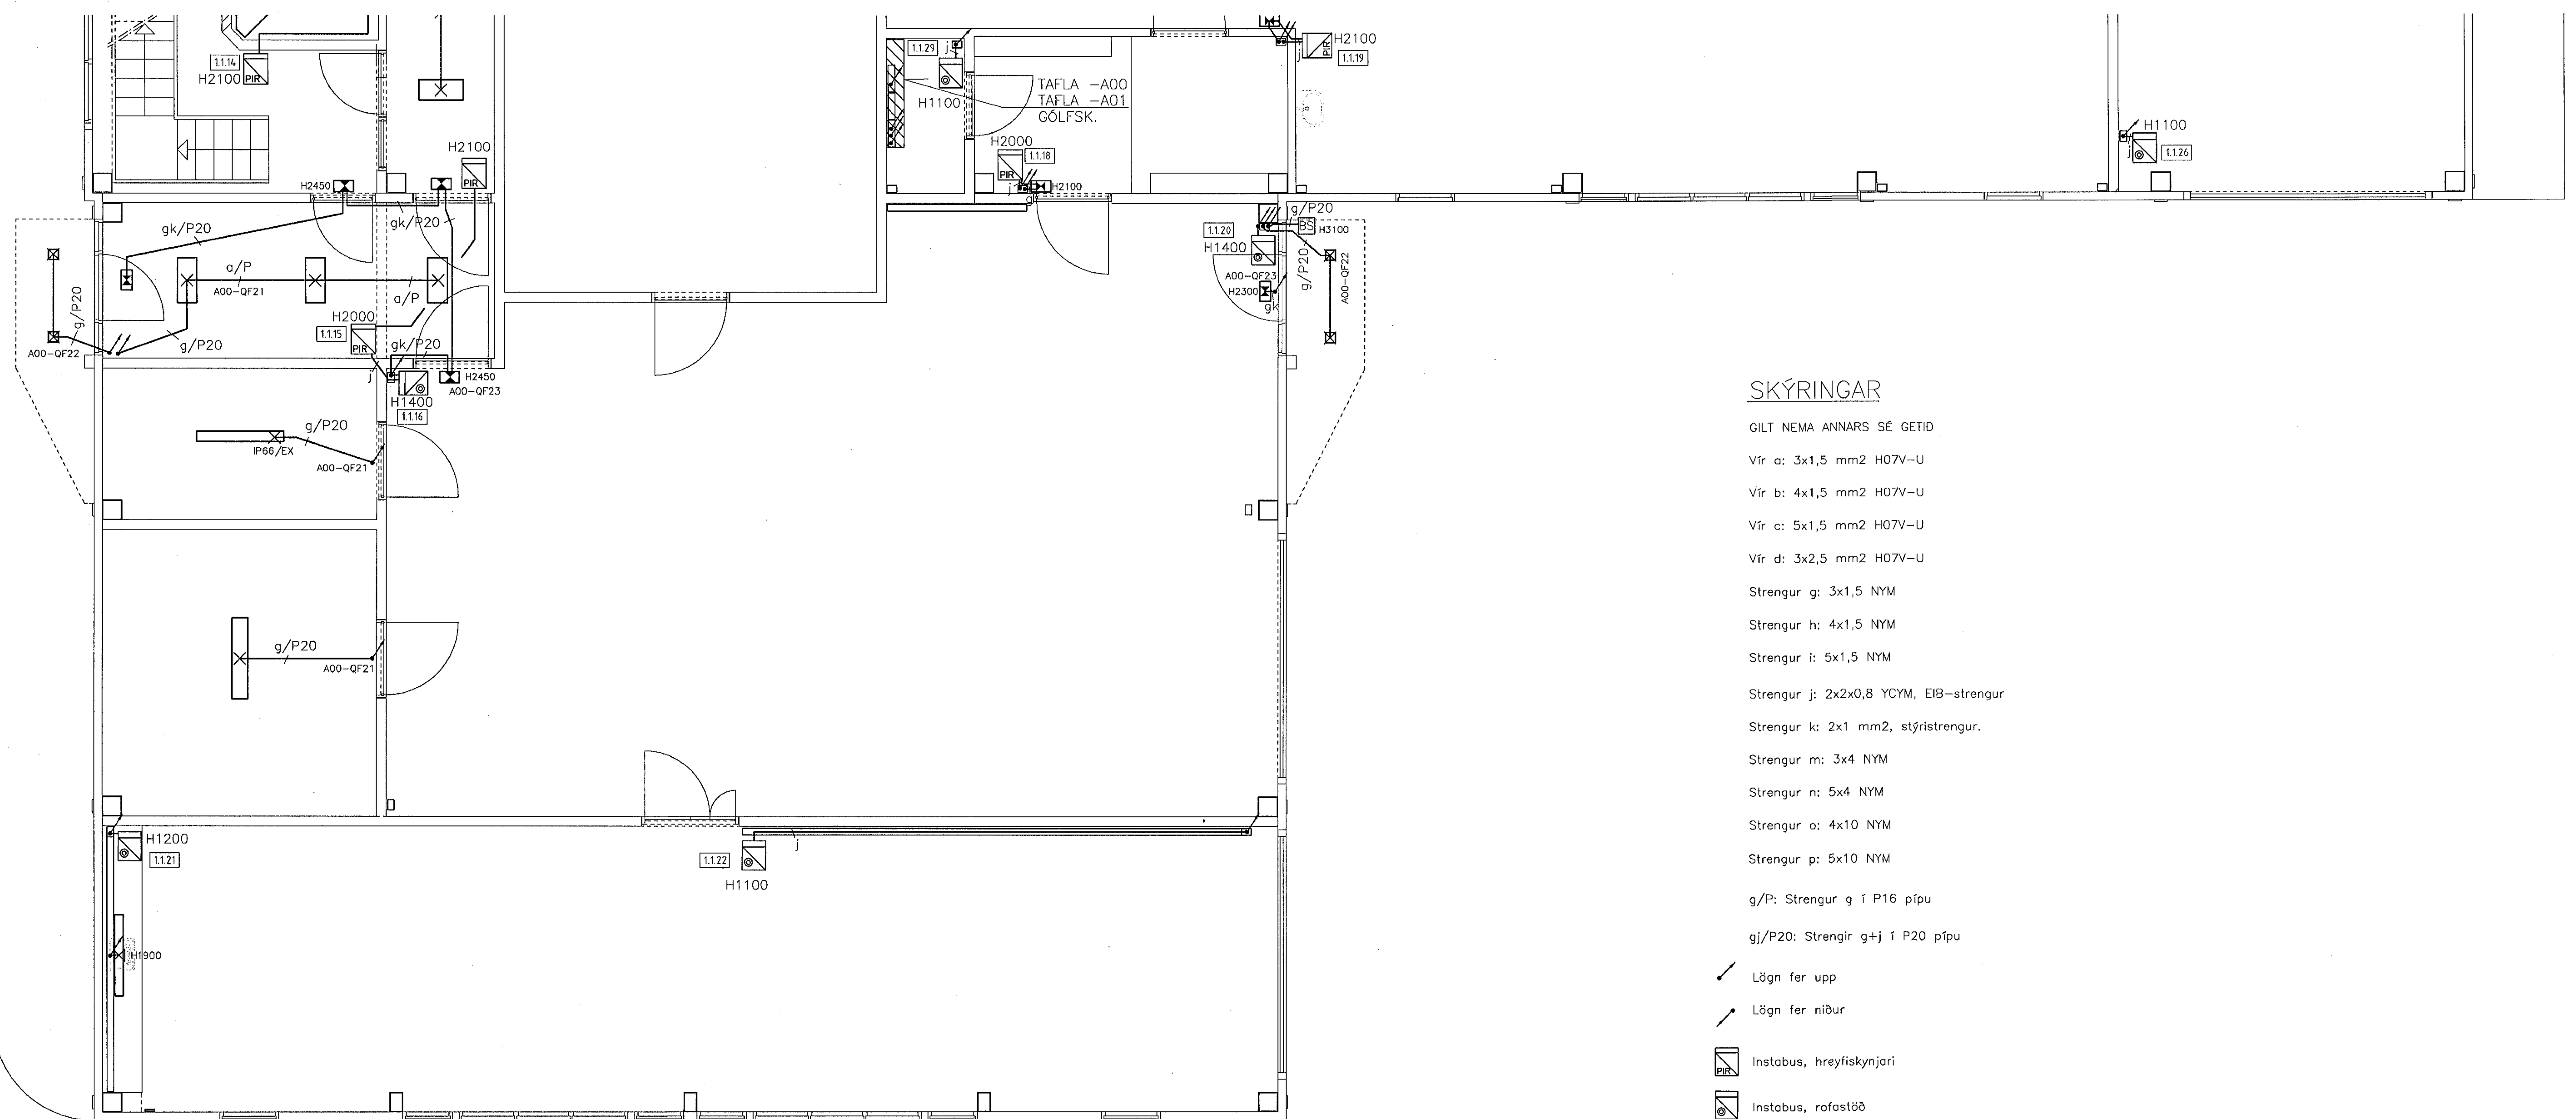 1.1.14
H2100
PIR
H2450
H2100
PIR
gk/P20
gk/P20
a/P
A00-QF21
a/P
g/P20
g/P20
A00-QF22
H2000
1.1.15
PIR
gk/P20
j
H1400
1.1.16
H2450
A00-QF23
g/P20
IP66/EX
A00-QF21
g/P20
A00-QF21
1.1.29
j
H1100
TAFLA -A00
TAFLA -A01
GÓLFSK.
H2000
1.1.18
PIR
j
H2100
g
j
H2100
PIR
1.1.19
H1100
j
1.1.26
g/P20
1.1.20
BS
H3100
H1400
g/P20
A00-QF22
A00-QF23
H2300
gk
H1200
1.1.21
j
1.1.22
H1100
H1900
SKÝRINGAR
GILT NEMA ANNARS SÉ GETIÐ
Vír a: 3x1,5 mm2 H07V-U
Vír b: 4x1,5 mm2 H07V-U
Vír c: 5x1,5 mm2 H07V-U
Vír d: 3x2,5 mm2 H07V-U
Strengur g: 3x1,5 NYM
Strengur h: 4x1,5 NYM
Strengur i: 5x1,5 NYM
Strengur j: 2x2x0,8 YCYM, EIB-strengur
Strengur k: 2x1 mm2, stýristrengur.
Strengur m: 3x4 NYM
Strengur n: 5x4 NYM
Strengur o: 4x10 NYM
Strengur p: 5x10 NYM
g/P: Strengur g í P16 pípu
gj/P20: Strengir g+j í P20 pípu
Lögn fer upp
Lögn fer niður
PIR
Instabus, hreyfiskynjari
Instabus, rofastöð